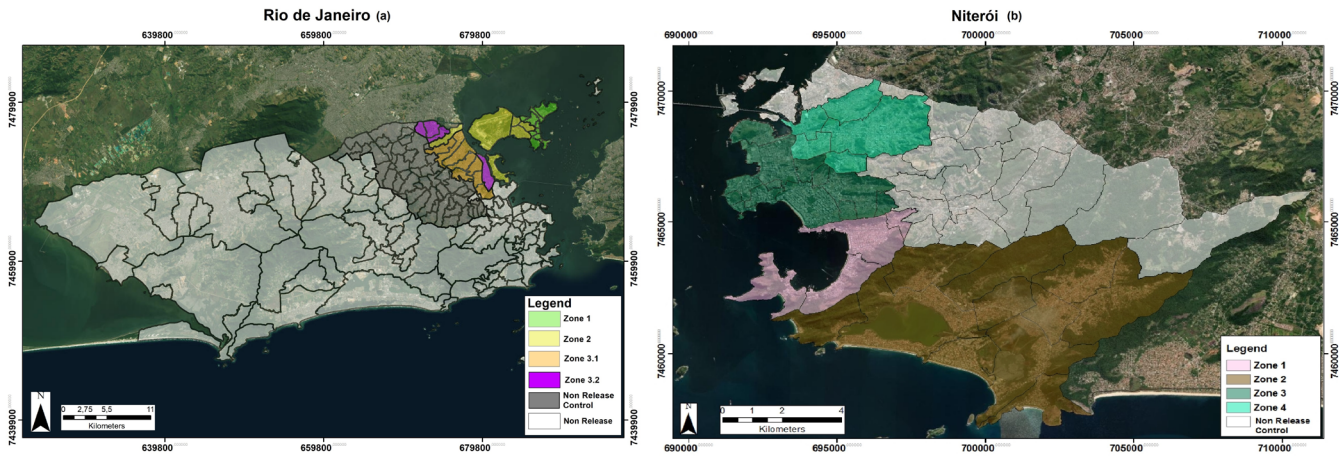 Rio de Janeiro (a)
639800
659800
679800
7479900
7479900
7459900
7459900
7439900
7439900
639800
659800
679800
Legend
Zone 1
Zone 2
Zone 3.1
Zone 3.2
Non Release
Control
Non Release
N
0 2,75 5,5 11
Kilometers
Niterói (b)
690000
695000
700000
705000
710000
7470000
7470000
7465000
7465000
7460000
7460000
690000
695000
700000
705000
710000
Legend
Zone 1
Zone 2
Zone 3
Zone 4
Non Release
Control
N
0 1 2 4
Kilometers